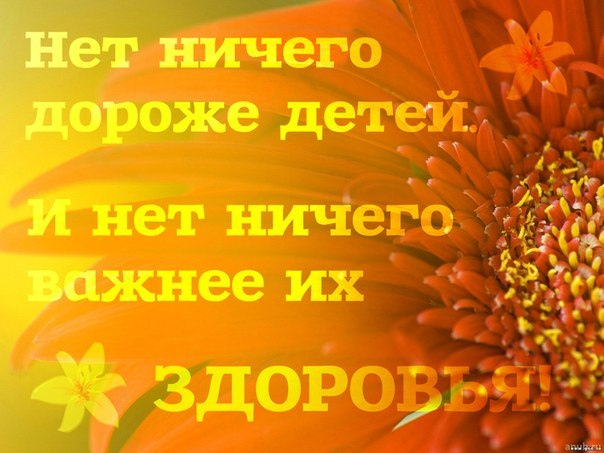 Нет ничего
дороже детей.
И нет ничего
важнее их
ЗДОРОВЬЯ!